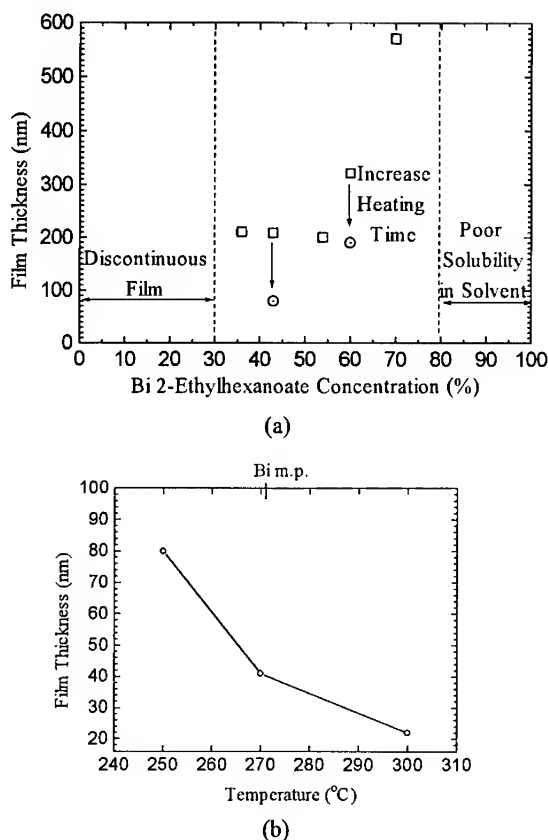 600
500
400
300
200
100
0
Film Thickness (nm)
Increase
Heating
Time
Discontinuous
Film
Poor
Solubility
in Solvent
0 10 20 30 40 50 60 70 80 90 100
Bi 2-Ethylhexanoate Concentration (%)
(a)
Bi m.p.
100
90
80
70
60
50
40
30
20
Film Thickness (nm)
240 250 260 270 280 290 300 310
Temperature (°C)
(b)